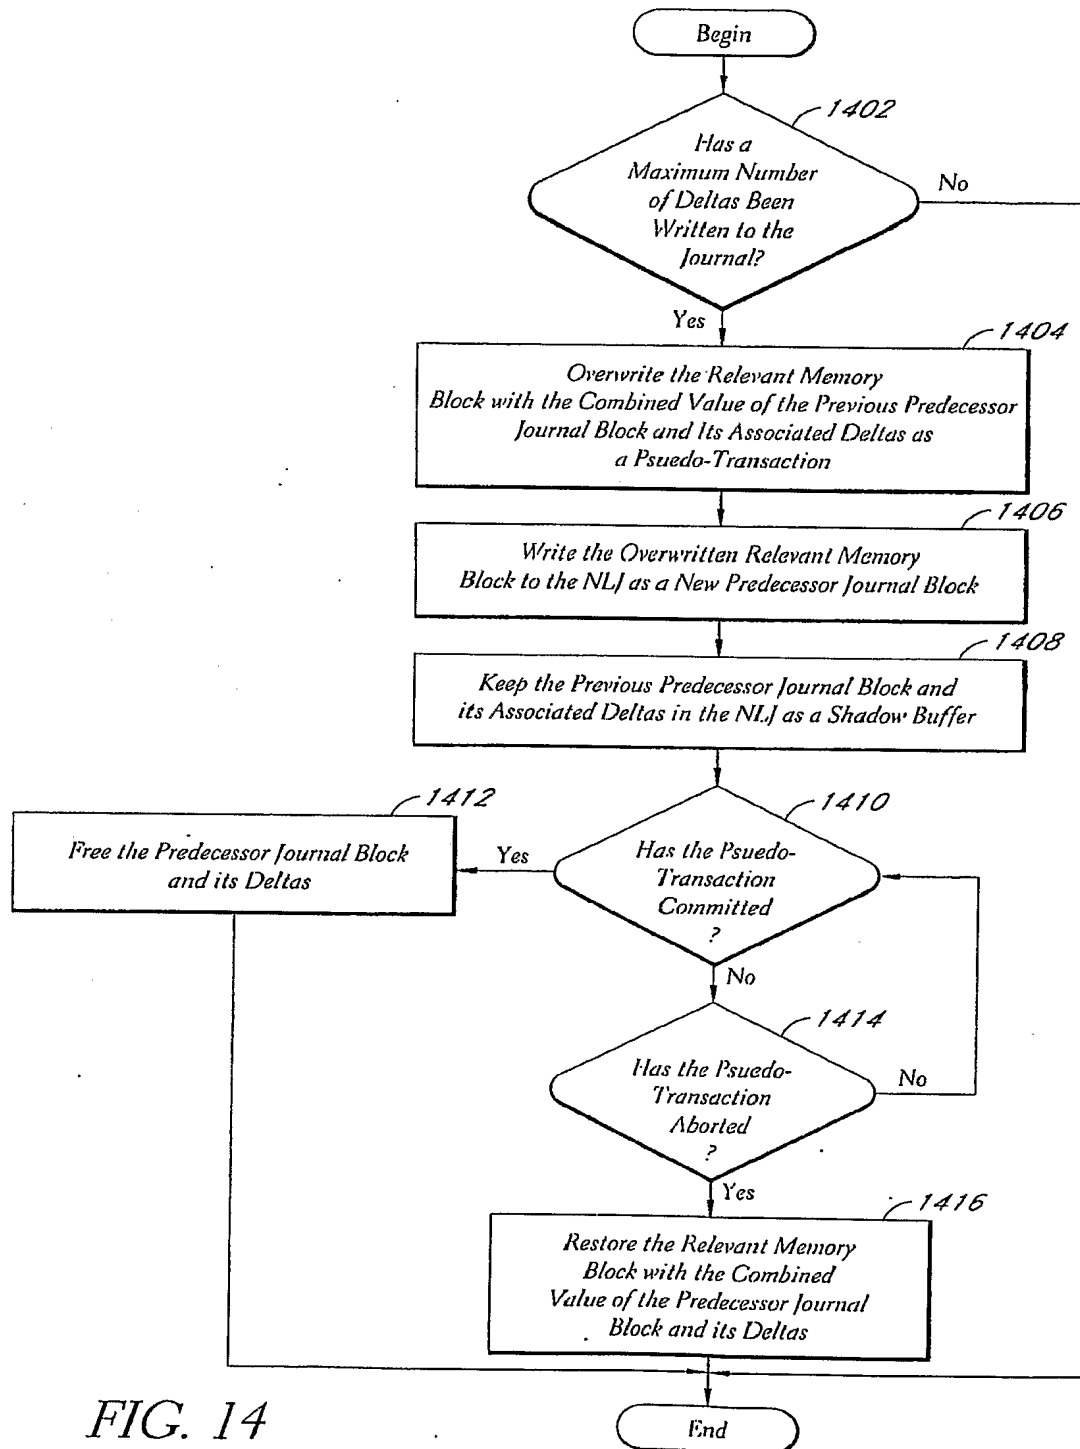 Begin
1402
Has a
Maximum Number
of Deltas Been
Written to the
Journal?
No
Yes
1404
Overwrite the Relevant Memory
Block with the Combined Value of the Previous Predecessor
Journal Block and Its Associated Deltas as
a Psuedo-Transaction
1406
Write the Overwritten Relevant Memory
Block to the NLJ as a New Predecessor Journal Block
1408
Keep the Previous Predecessor Journal Block and
its Associated Deltas in the NLJ as a Shadow Buffer
1412
Free the Predecessor Journal Block
and its Deltas
Yes
1410
Has the Psuedo-
Transaction
Committed
?
No
1414
Has the Psuedo-
Transaction
Aborted
?
No
Yes
1416
Restore the Relevant Memory
Block with the Combined
Value of the Predecessor Journal
Block and its Deltas
End
FIG. 14